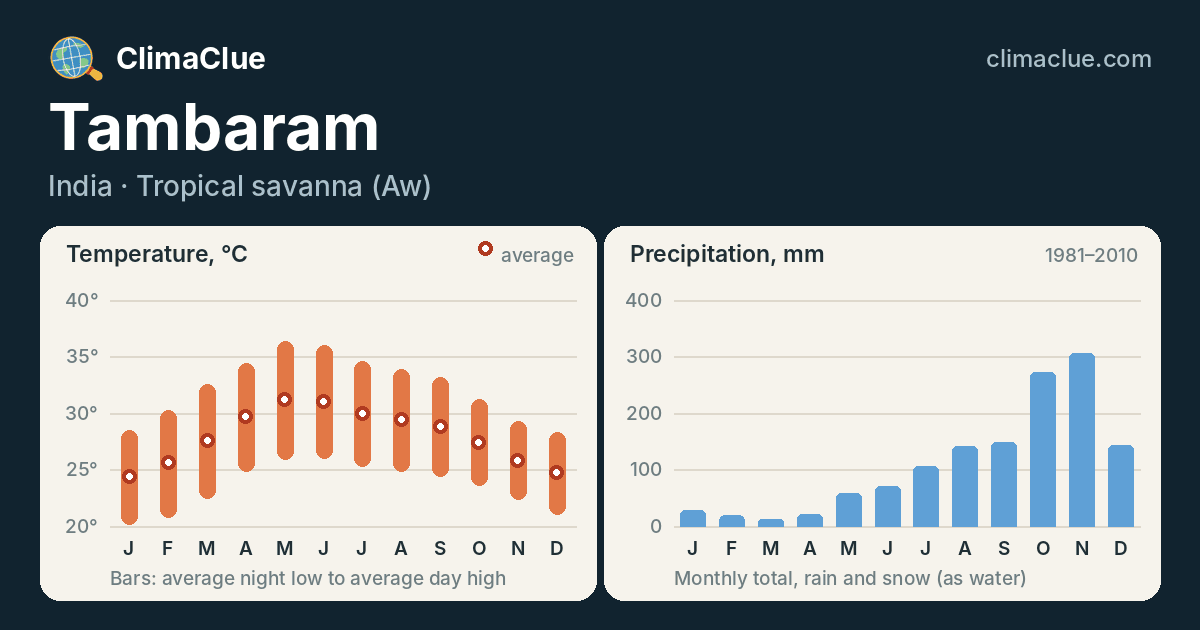 ClimaClue
climaclue.com
Tambaram
India · Tropical savanna (Aw)
Temperature, °C
average
40°
35°
30°
25°
20°
J F M A M J J A S O N D
Bars: average night low to average day high
Precipitation, mm
1981–2010
400
300
200
100
0
J F M A M J J A S O N D
Monthly total, rain and snow (as water)